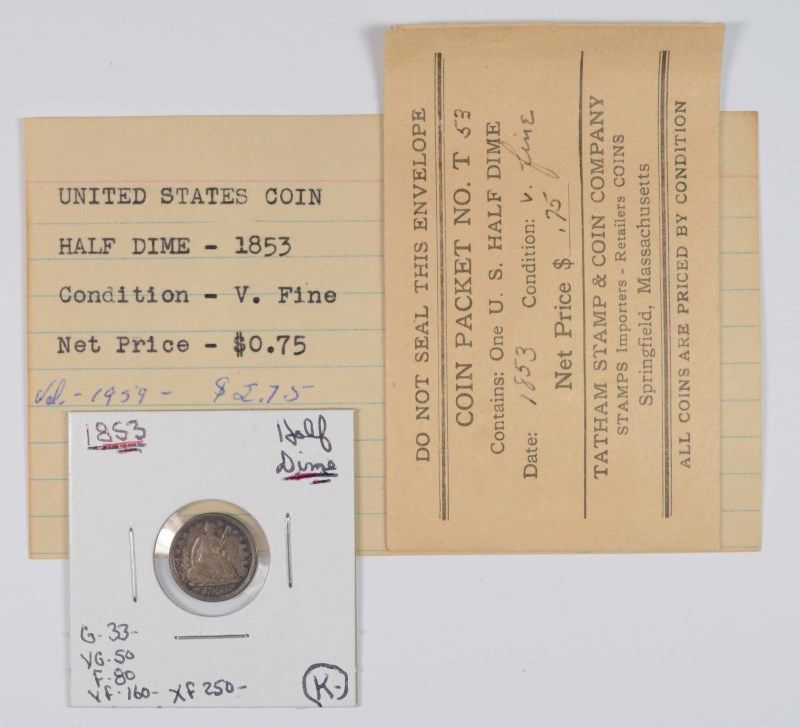 UNITED STATES COIN
HALF DIME - 1853
Condition - V. Fine
Net Price - $0.75
Val. - 1959 - $2.75
DO NOT SEAL THIS ENVELOPE
COIN PACKET NO. T 53
Contains: One U. S. HALF DIME
Date: 1853 Condition: v. fine
Net Price $ .75
TATHAM STAMP & COIN COMPANY
STAMPS Importers - Retailers COINS
Springfield, Massachusetts
ALL COINS ARE PRICED BY CONDITION
1853 Half
Dime
G-33-
VG-50
F-80
VF-160- XF 250-
K-